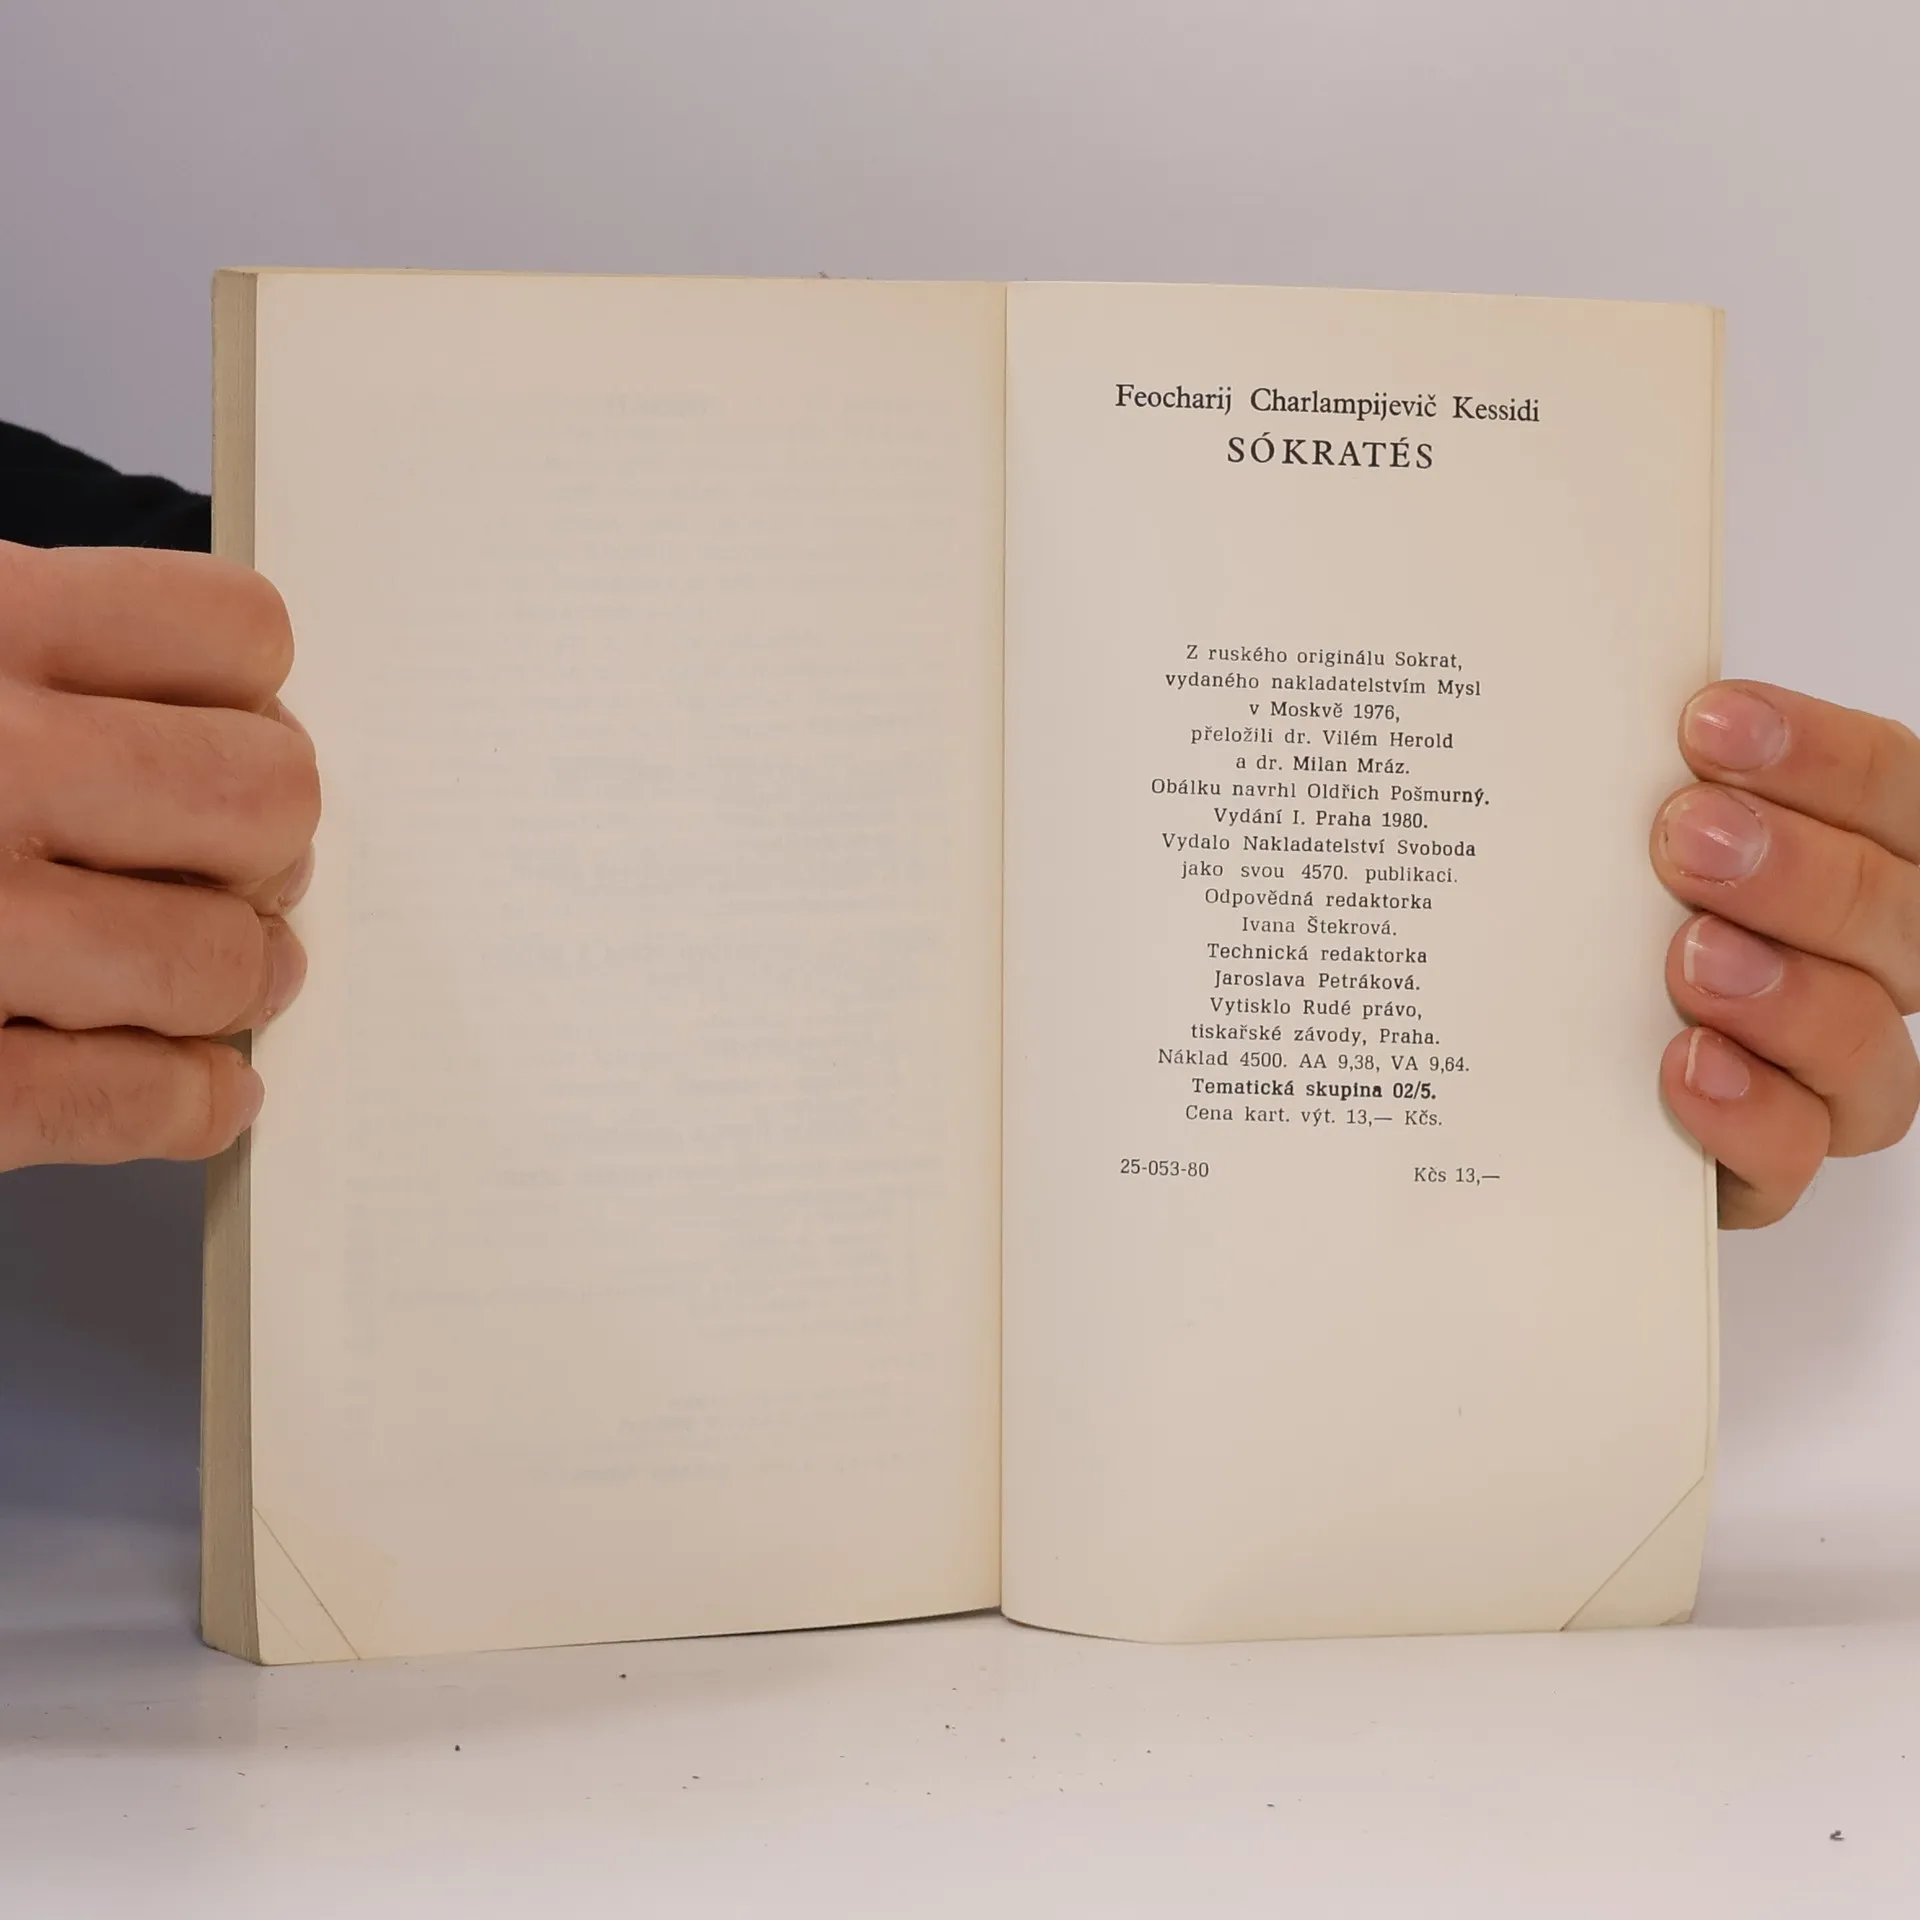 Feocharij Charlampijevič Kessidi
SÓKRATÉS
Z ruského originálu Sokrat,
vydaného nakladatelstvím Mysl
v Moskvě 1976,
přeložili dr. Vilém Herold
a dr. Milan Mráz.
Obálku navrhl Oldřich Pošmurný.
Vydání I. Praha 1980.
Vydalo Nakladatelství Svoboda
jako svou 4570. publikaci.
Odpovědná redaktorka
Ivana Štekrová.
Technická redaktorka
Jaroslava Petráková.
Vytisklo Rudé právo,
tiskařské závody, Praha.
Náklad 4500. AA 9,38, VA 9,64.
Tematická skupina 02/5.
Cena kart. výt. 13,— Kčs.
25-053-80 Kčs 13,—